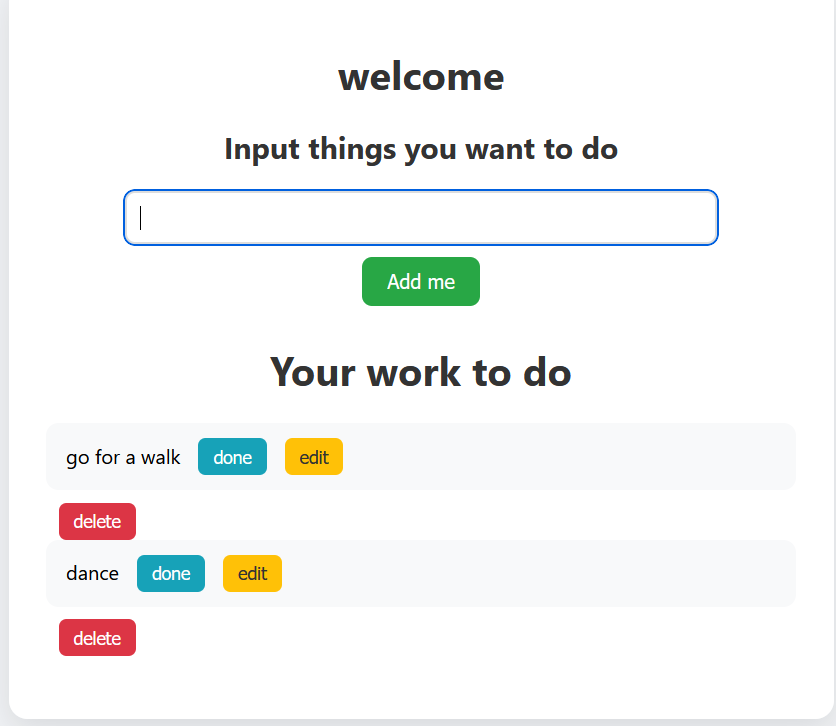 welcome
Input things you want to do
Add me
Your work to do
go for a walk done edit
delete
dance done edit
delete